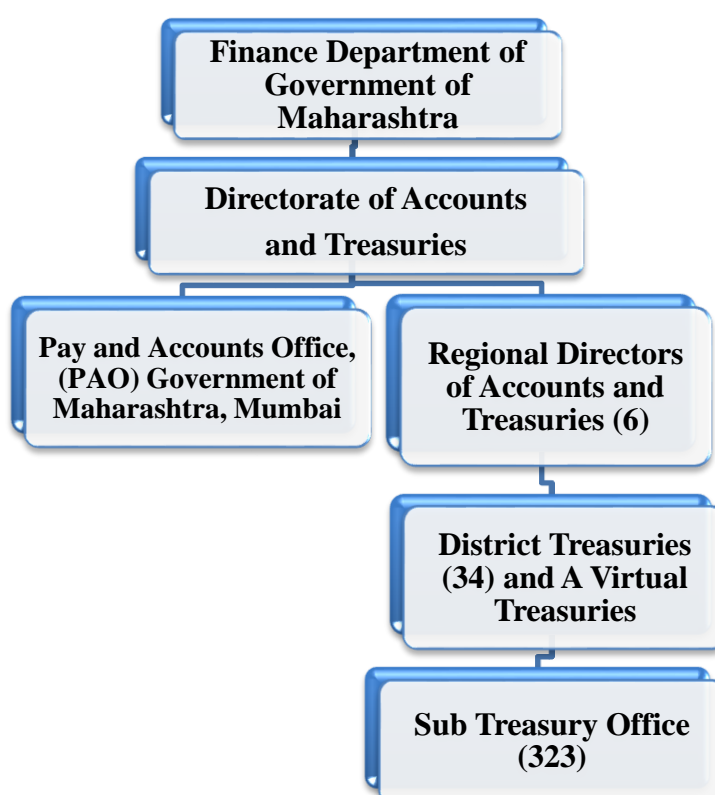 Finance Department of
Government of
Maharashtra
Directorate of Accounts
and Treasuries
Pay and Accounts Office,
(PAO) Government of
Maharashtra, Mumbai
Regional Directors
of Accounts and
Treasuries (6)
District Treasuries
(34) and A Virtual
Treasuries
Sub Treasury Office
(323)